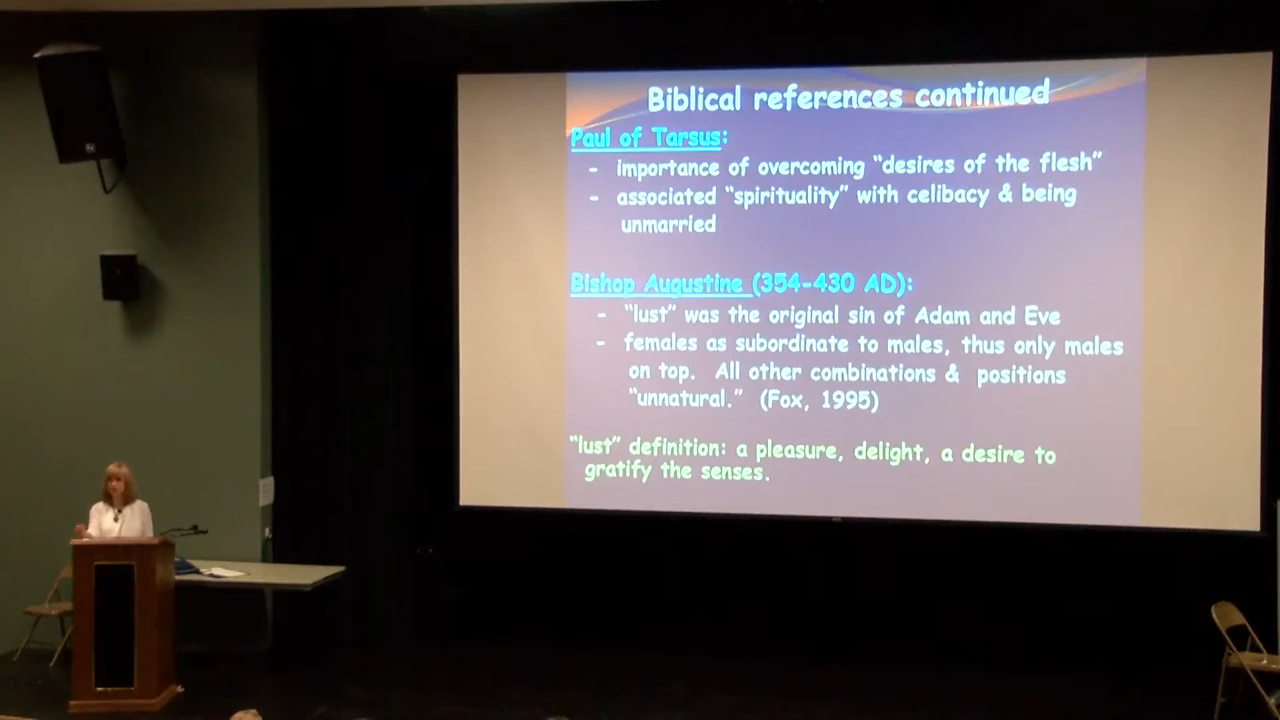 Biblical references continued
Paul of Tarsus:
- importance of overcoming “desires of the flesh”
- associated “spirituality” with celibacy & being
unmarried
Bishop Augustine (354-430 AD):
- “lust” was the original sin of Adam and Eve
- females as subordinate to males, thus only males
on top. All other combinations & positions
“unnatural.” (Fox, 1995)
“lust” definition: a pleasure, delight, a desire to
gratify the senses.